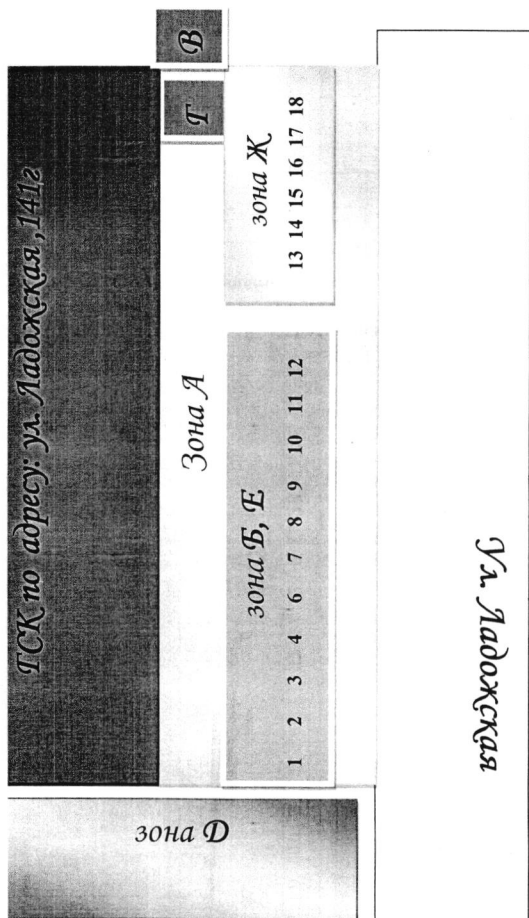 ТСК по адресу: ул. Ладожская ,141г
В
Г
Зона А
зона Ж
13 14 15 16 17 18
зона Б, Е
1 2 3 4 6 7 8 9 10 11 12
зона D
Ул. Ладожская